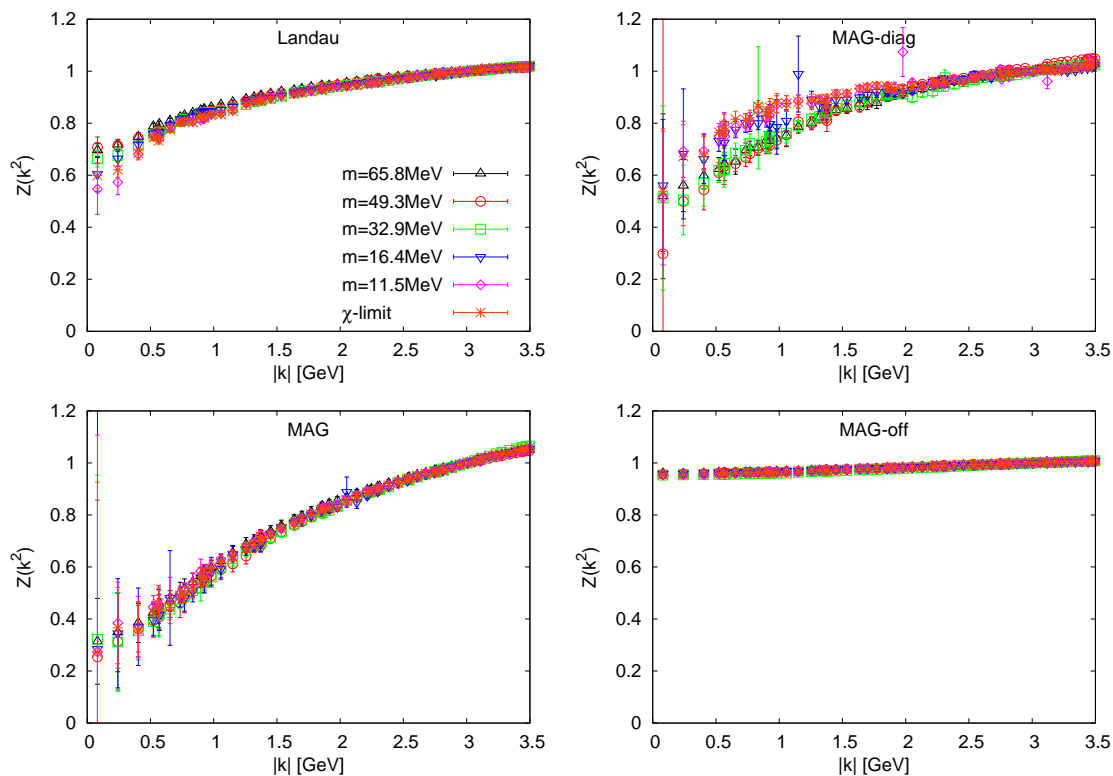 Landau
Z(k²)
1.2
1
0.8
0.6
0.4
0.2
0
m=65.8MeV
m=49.3MeV
m=32.9MeV
m=16.4MeV
m=11.5MeV
χ-limit
0 0.5 1 1.5 2 2.5 3 3.5
|k| [GeV]
MAG-diag
Z(k²)
1.2
1
0.8
0.6
0.4
0.2
0
0 0.5 1 1.5 2 2.5 3 3.5
|k| [GeV]
MAG
Z(k²)
1.2
1
0.8
0.6
0.4
0.2
0
0 0.5 1 1.5 2 2.5 3 3.5
|k| [GeV]
MAG-off
Z(k²)
1.2
1
0.8
0.6
0.4
0.2
0
0 0.5 1 1.5 2 2.5 3 3.5
|k| [GeV]